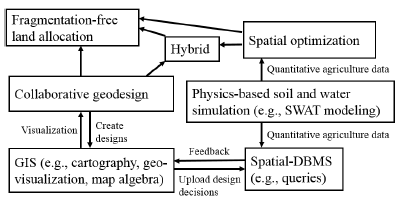 Fragmentation-free
land allocation
Hybrid
Spatial optimization
Quantitative agriculture data
Collaborative geodesign
Physics-based soil and water
simulation (e.g., SWAT modeling)
Visualization
Create
designs
Quantitative agriculture data
GIS (e.g., cartography, geo-
visualization, map algebra)
Feedback
Upload design
decisions
Spatial-DBMS
(e.g., queries)